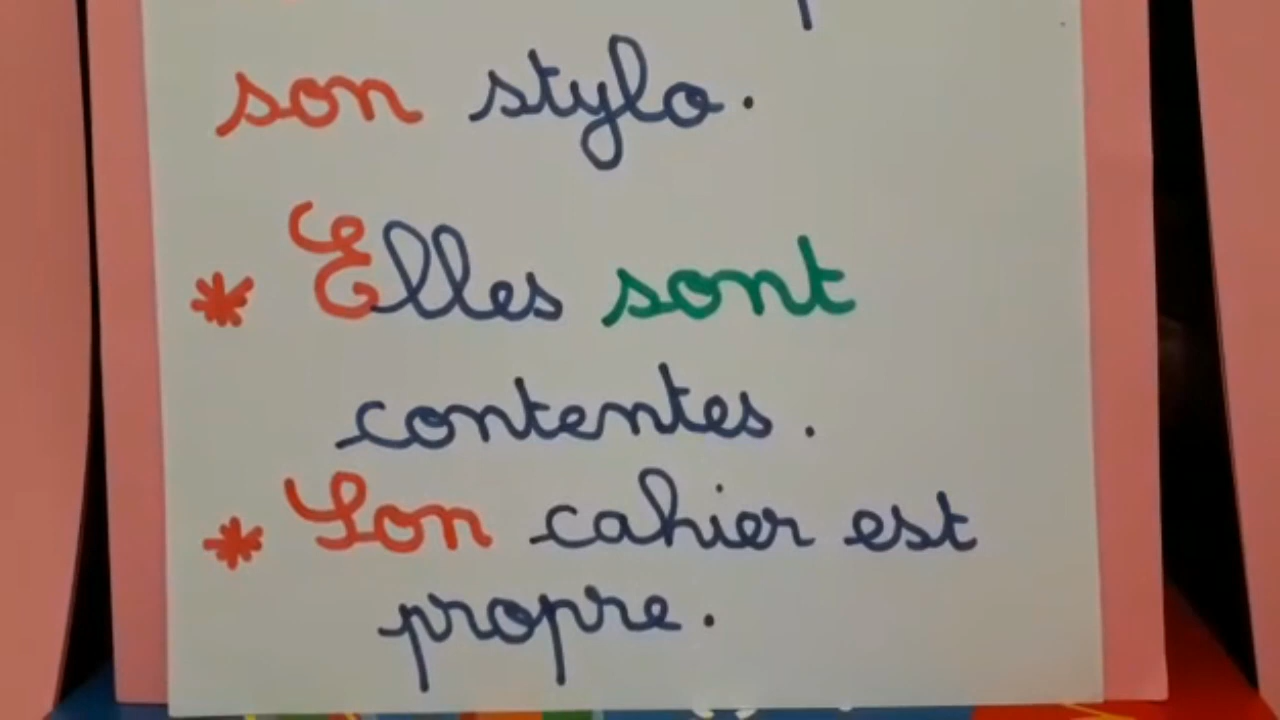 son stylo.
* Elles sont
contentes.
* Son cahier est
propre.